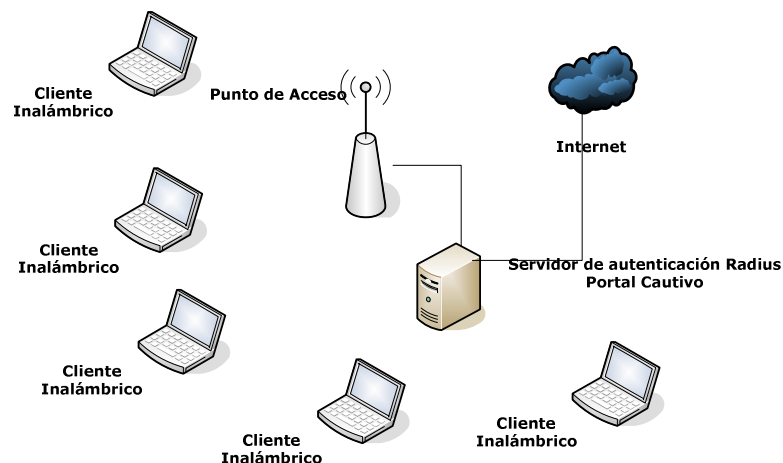 Cliente
Inalámbrico
Punto de Acceso
Internet
Cliente
Inalámbrico
Servidor de autenticación Radius
Portal Cautivo
Cliente
Inalámbrico
Cliente
Inalámbrico
Cliente
Inalámbrico